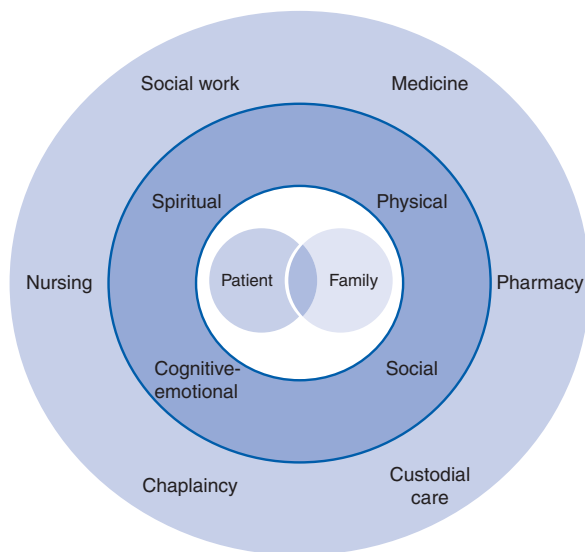 Social work
Medicine
Spiritual
Physical
Nursing
Patient
Family
Pharmacy
Cognitive-
emotional
Social
Chaplaincy
Custodial
care